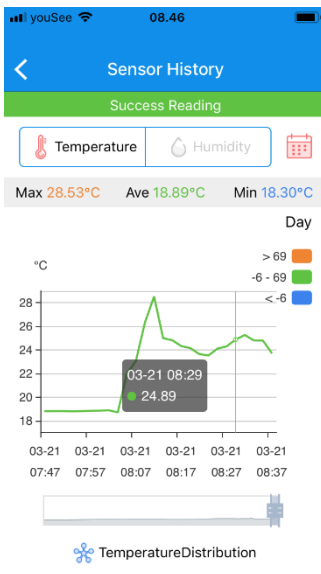 youSee 08.46
Sensor History
Success Reading
Temperature Humidity
Max 28.53°C Ave 18.89°C Min 18.30°C
Day
> 69
-6 - 69
< -6
°C
28
26
24
22
20
18
03-21 08:29
24.89
03-21 03-21 03-21 03-21 03-21 03-21
07:47 07:57 08:07 08:17 08:27 08:37
TemperatureDistribution